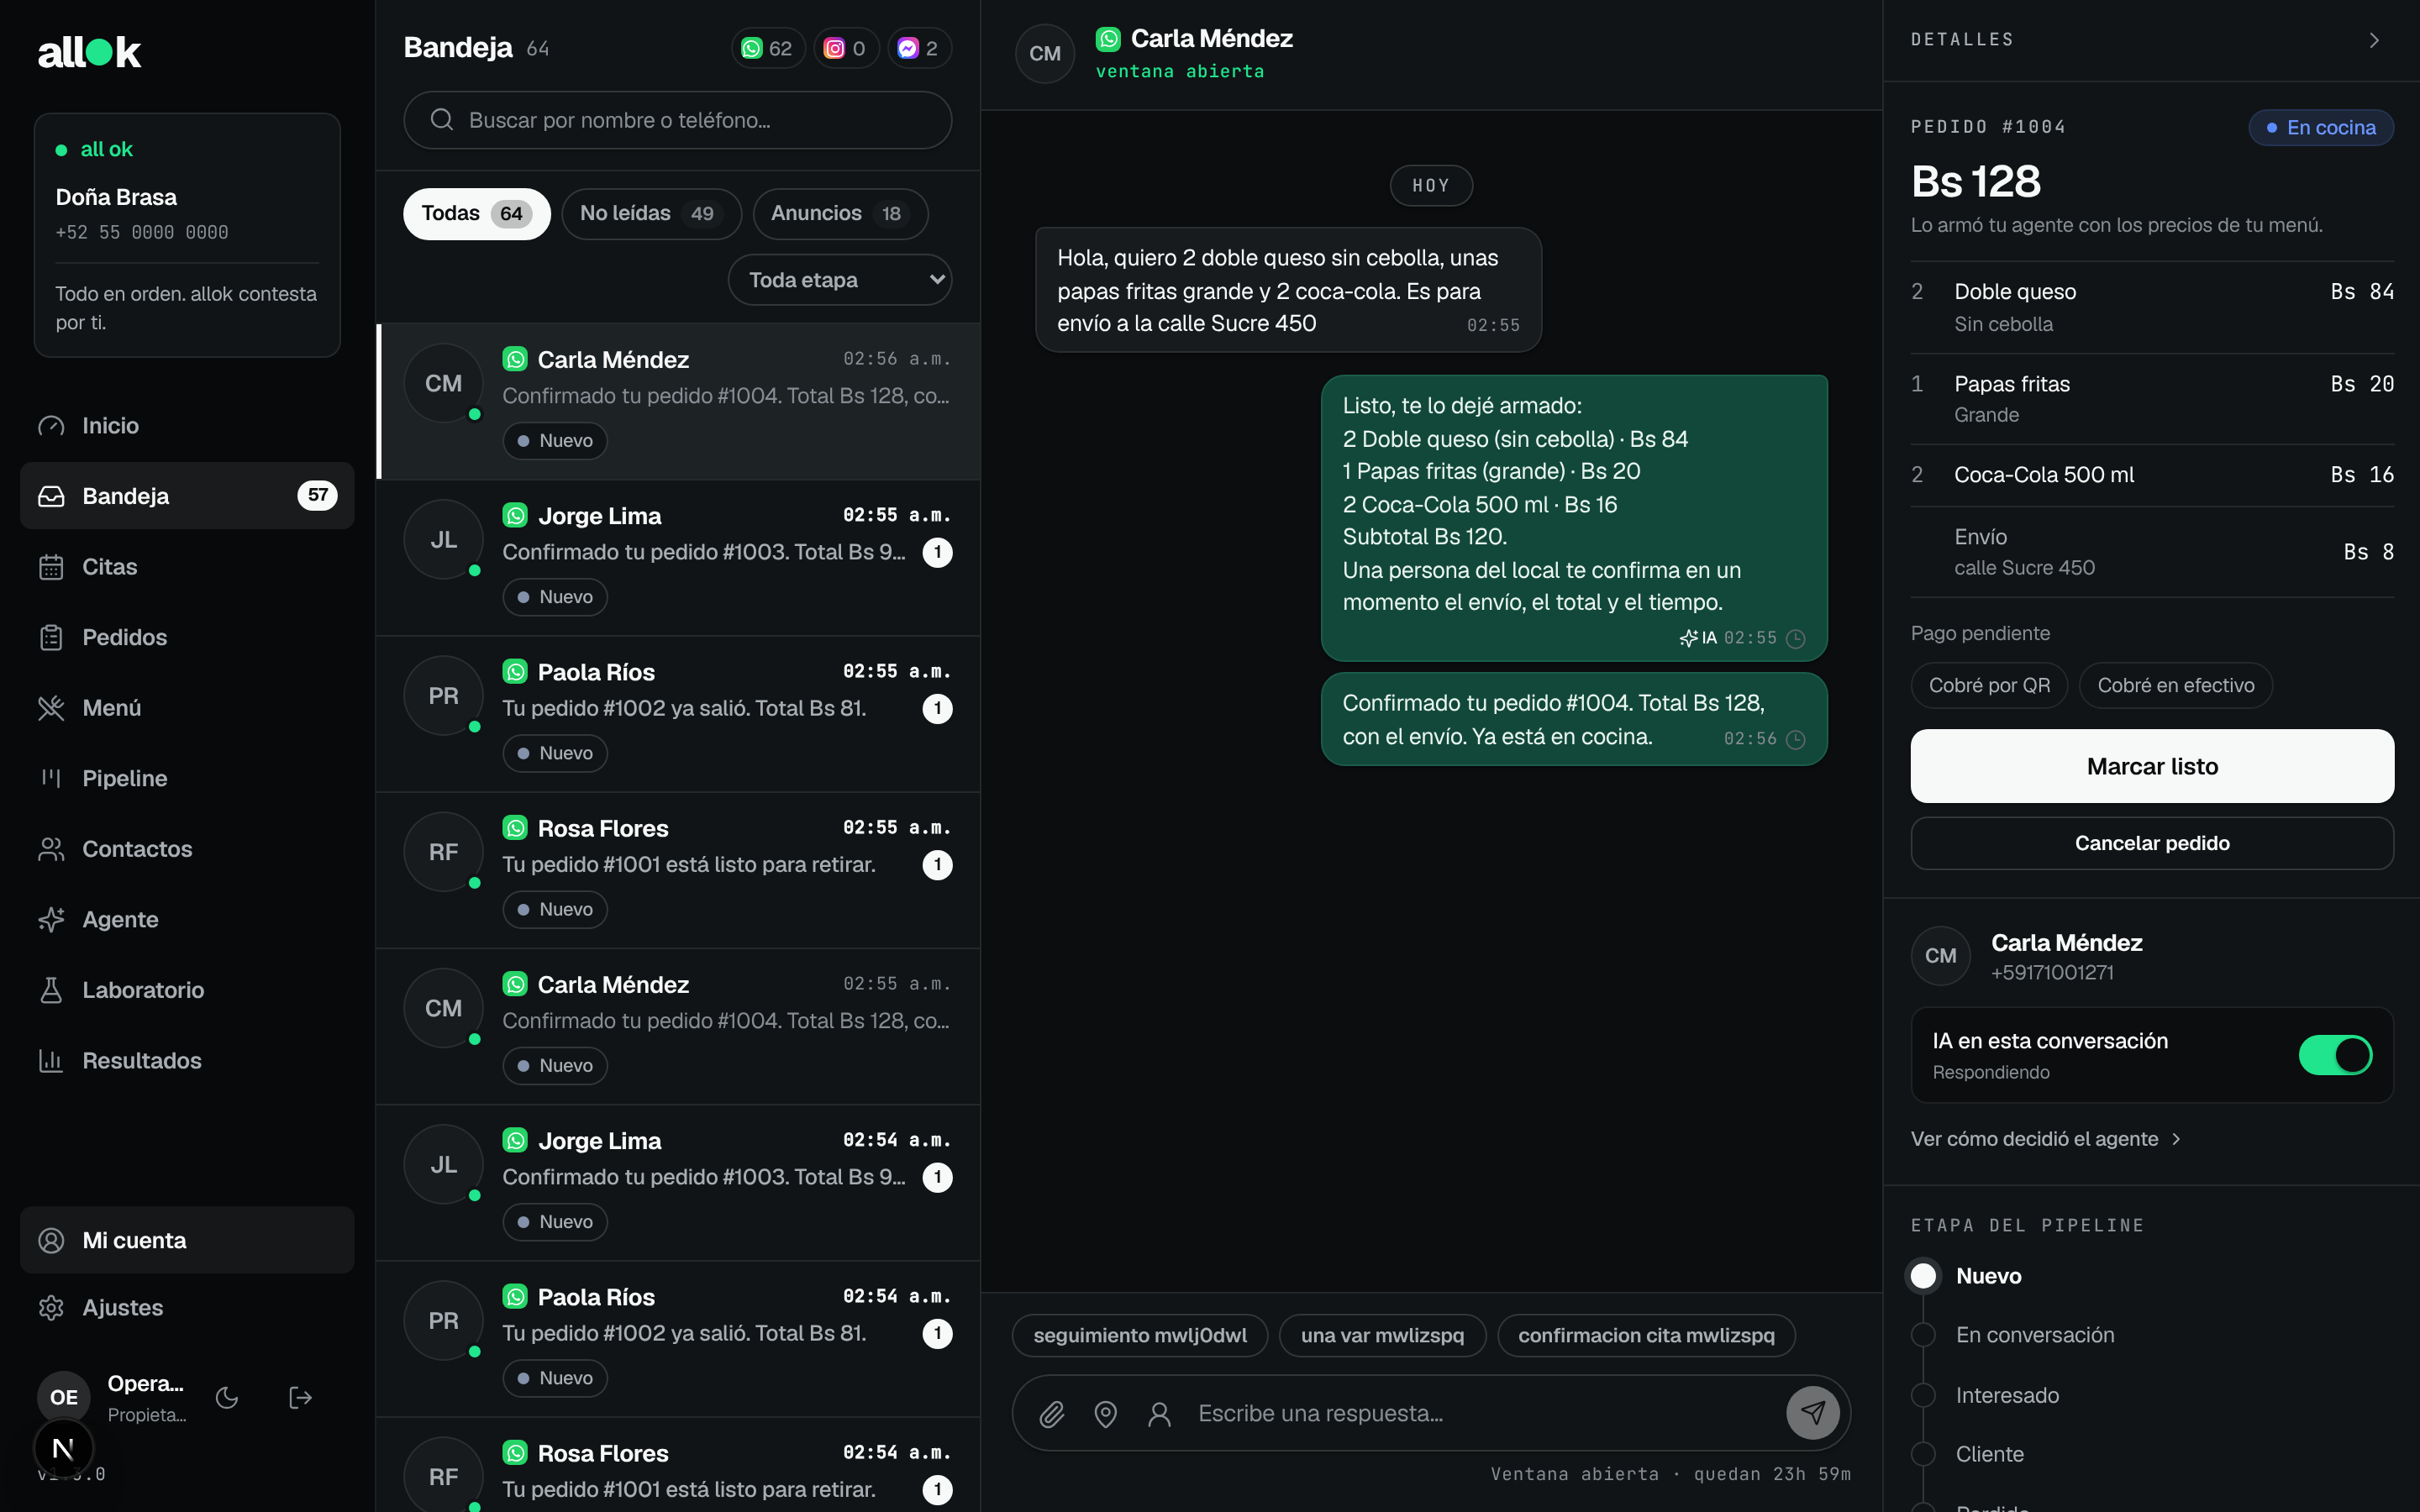 allok
all ok
Doña Brasa
+52 55 0000 0000
Todo en orden. allok contesta
por ti.
Inicio
Bandeja 57
Citas
Pedidos
Menú
Pipeline
Contactos
Agente
Laboratorio
Resultados
Mi cuenta
Ajustes
OE
Opera...
Propieta...
N
Bandeja 64
62
0
2
Buscar por nombre o teléfono...
Todas 64
No leídas 49
Anuncios 18
Toda etapa
CM
Carla Méndez 02:56 a.m.
Confirmado tu pedido #1004. Total Bs 128, co...
Nuevo
JL
Jorge Lima 02:55 a.m.
Confirmado tu pedido #1003. Total Bs 9... 1
Nuevo
PR
Paola Ríos 02:55 a.m.
Tu pedido #1002 ya salió. Total Bs 81. 1
Nuevo
RF
Rosa Flores 02:55 a.m.
Tu pedido #1001 está listo para retirar. 1
Nuevo
CM
Carla Méndez 02:55 a.m.
Confirmado tu pedido #1004. Total Bs 128, co...
Nuevo
JL
Jorge Lima 02:54 a.m.
Confirmado tu pedido #1003. Total Bs 9... 1
Nuevo
PR
Paola Ríos 02:54 a.m.
Tu pedido #1002 ya salió. Total Bs 81. 1
Nuevo
RF
Rosa Flores 02:54 a.m.
Tu pedido #1001 está listo para retirar. 1
CM
Carla Méndez
ventana abierta
HOY
Hola, quiero 2 doble queso sin cebolla, unas
papas fritas grande y 2 coca-cola. Es para
envío a la calle Sucre 450 02:55
Listo, te lo dejé armado:
2 Doble queso (sin cebolla) · Bs 84
1 Papas fritas (grande) · Bs 20
2 Coca-Cola 500 ml · Bs 16
Subtotal Bs 120.
Una persona del local te confirma en un
momento el envío, el total y el tiempo.
IA 02:55
Confirmado tu pedido #1004. Total Bs 128,
con el envío. Ya está en cocina. 02:56
seguimiento mwlj0dwl
una var mwlizspq
confirmacion cita mwlizspq
Escribe una respuesta...
Ventana abierta · quedan 23h 59m
DETALLES
PEDIDO #1004
En cocina
Bs 128
Lo armó tu agente con los precios de tu menú.
2 Doble queso Bs 84
Sin cebolla
1 Papas fritas Bs 20
Grande
2 Coca-Cola 500 ml Bs 16
Envío Bs 8
calle Sucre 450
Pago pendiente
Cobré por QR
Cobré en efectivo
Marcar listo
Cancelar pedido
CM
Carla Méndez
+59171001271
IA en esta conversación
Respondiendo
Ver cómo decidió el agente
ETAPA DEL PIPELINE
Nuevo
En conversación
Interesado
Cliente